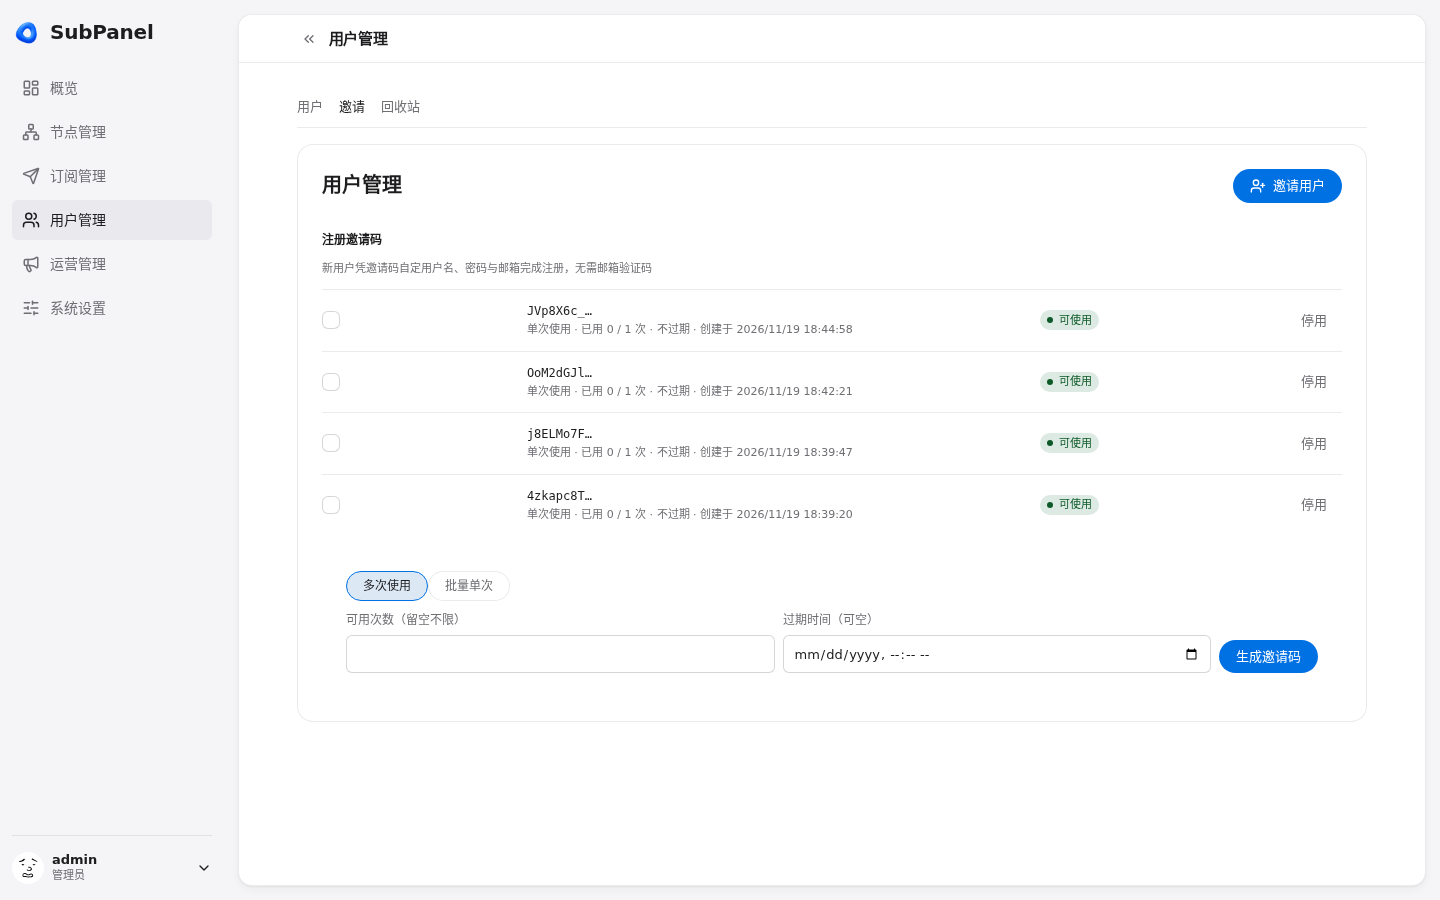 SubPanel
概览
节点管理
订阅管理
用户管理
运营管理
系统设置
admin
管理员
用户管理
用户 邀请 回收站
用户管理
邀请用户
注册邀请码
新用户凭邀请码自定用户名、密码与邮箱完成注册，无需邮箱验证码
JVp8X6c_…
单次使用 · 已用 0 / 1 次 · 不过期 · 创建于 2026/11/19 18:44:58
可使用
停用
OoM2dGJl…
单次使用 · 已用 0 / 1 次 · 不过期 · 创建于 2026/11/19 18:42:21
可使用
停用
j8ELMo7F…
单次使用 · 已用 0 / 1 次 · 不过期 · 创建于 2026/11/19 18:39:47
可使用
停用
4zkapc8T…
单次使用 · 已用 0 / 1 次 · 不过期 · 创建于 2026/11/19 18:39:20
可使用
停用
多次使用 批量单次
可用次数（留空不限）
过期时间（可空）
mm/dd/yyyy, --:-- --
生成邀请码